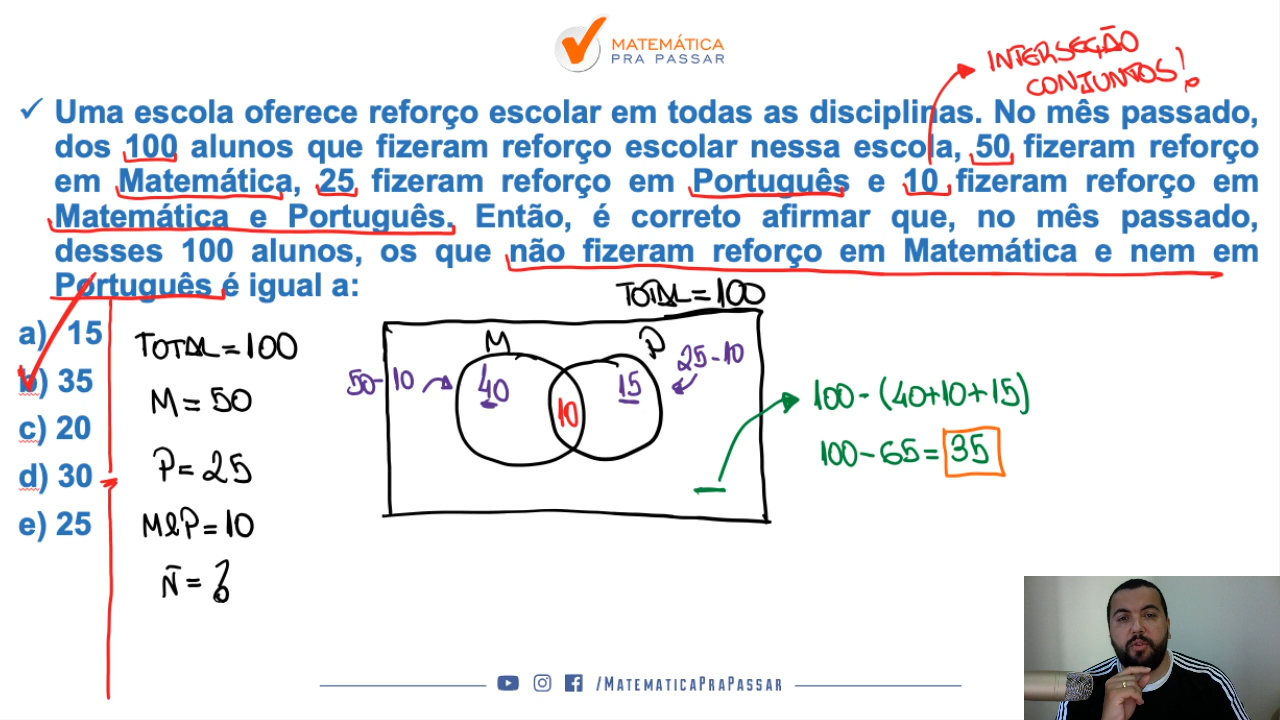 MATEMÁTICA
PRA PASSAR
INTERSEÇÃO
CONJUNTOS!
✓ Uma escola oferece reforço escolar em todas as disciplinas. No mês passado,
dos 100 alunos que fizeram reforço escolar nessa escola, 50 fizeram reforço
em Matemática, 25 fizeram reforço em Português e 10 fizeram reforço em
Matemática e Português. Então, é correto afirmar que, no mês passado,
desses 100 alunos, os que não fizeram reforço em Matemática e nem em
Português é igual a:
a) 15
b) 35
c) 20
d) 30
e) 25
TOTAL = 100
M = 50
P = 25
M e P = 10
N̄ = ?
TOTAL = 100
M P
50 - 10 40 10 15 25 - 10
100 - (40+10+15)
100 - 65 = 35
/MatematicaPraPassar